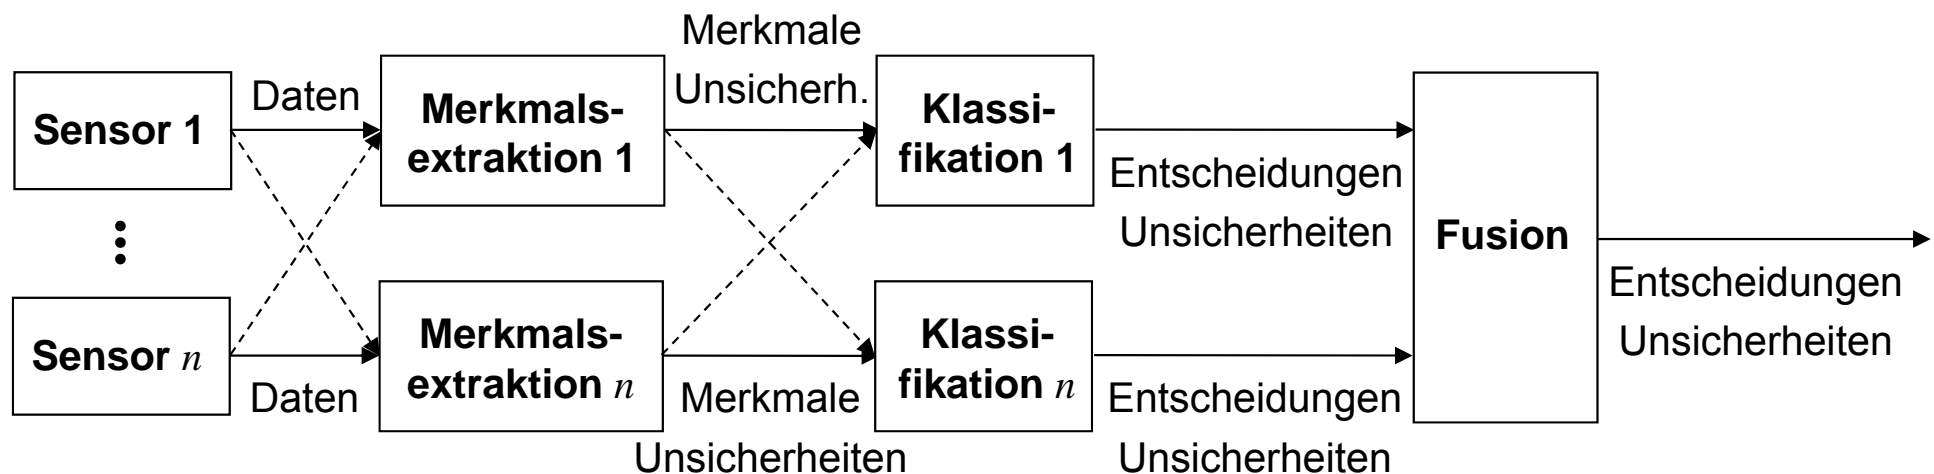 Merkmale
Unsicherh.
Sensor 1
Daten
Merkmals-
extraktion 1
Klassi-
fikation 1
Entscheidungen
Unsicherheiten
Fusion
Entscheidungen
Unsicherheiten
Sensor n
Daten
Merkmals-
extraktion n
Merkmale
Unsicherheiten
Klassi-
fikation n
Entscheidungen
Unsicherheiten